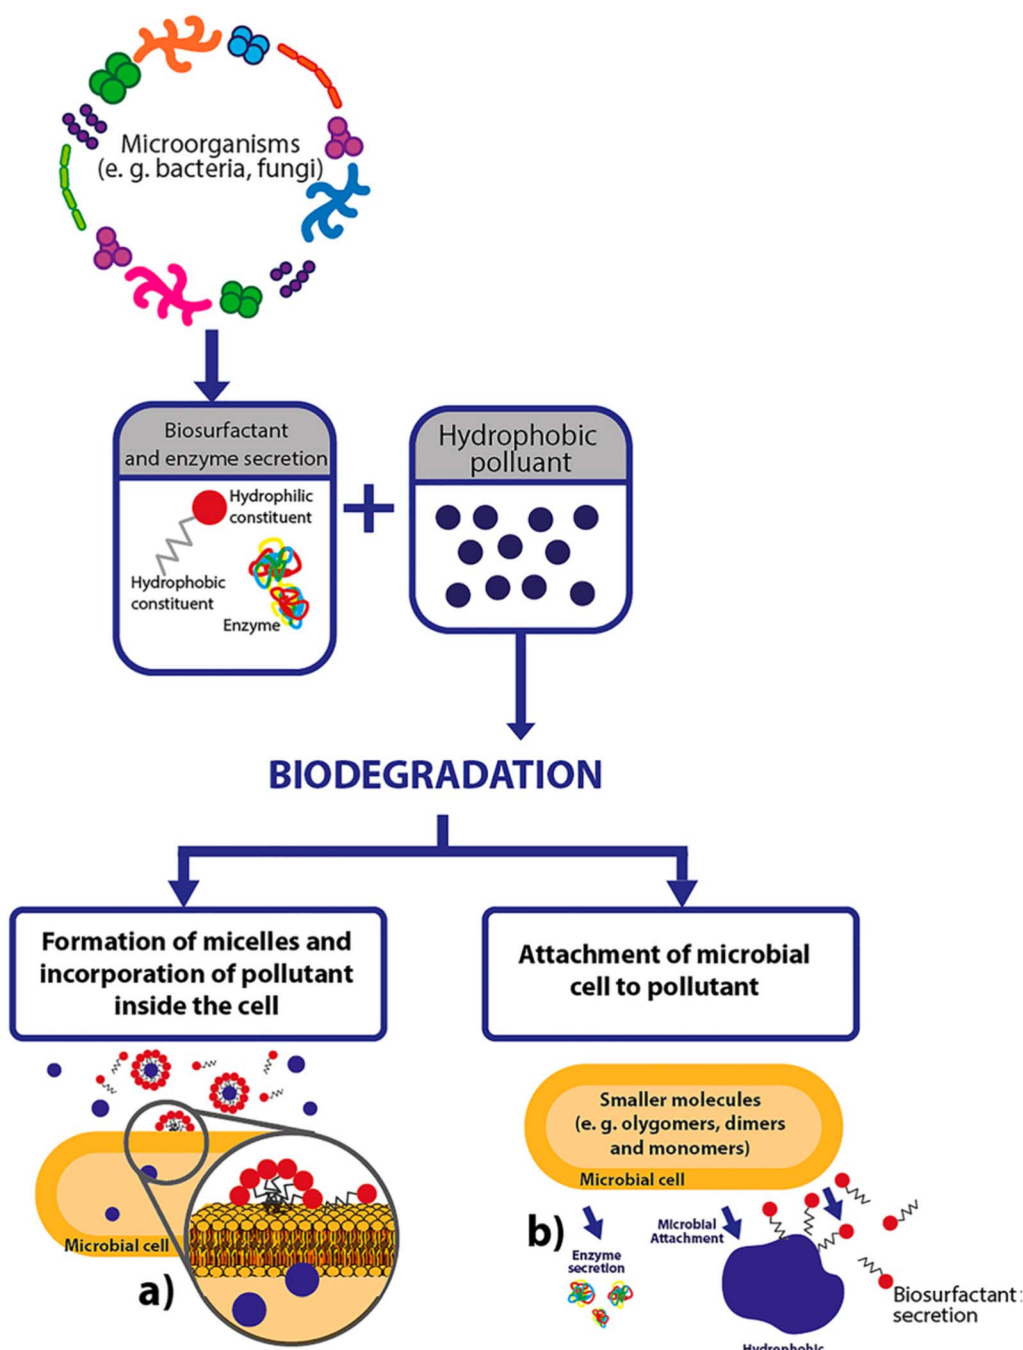 Microorganisms
(e. g. bacteria, fungi)
Biosurfactant
and enzyme secretion
Hydrophilic
constituent
Hydrophobic
constituent
Enzyme
Hydrophobic
polluant
BIODEGRADATION
Formation of micelles and
incorporation of pollutant
inside the cell
Attachment of microbial
cell to pollutant
Microbial cell
a)
Smaller molecules
(e. g. olygomers, dimers
and monomers)
Microbial cell
b)
Enzyme
secretion
Microbial
Attachment
Biosurfactant
secretion
Hydrophobic